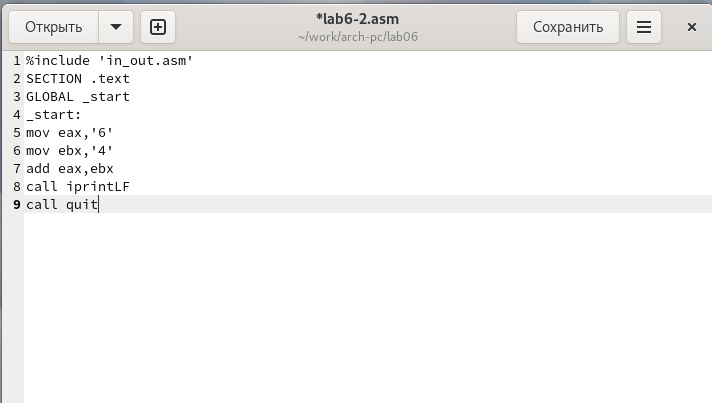 Открыть
*lab6-2.asm
~/work/arch-pc/lab06
Сохранить
1 %include 'in_out.asm'
2 SECTION .text
3 GLOBAL _start
4 _start:
5 mov eax,'6'
6 mov ebx,'4'
7 add eax,ebx
8 call iprintLF
9 call quit